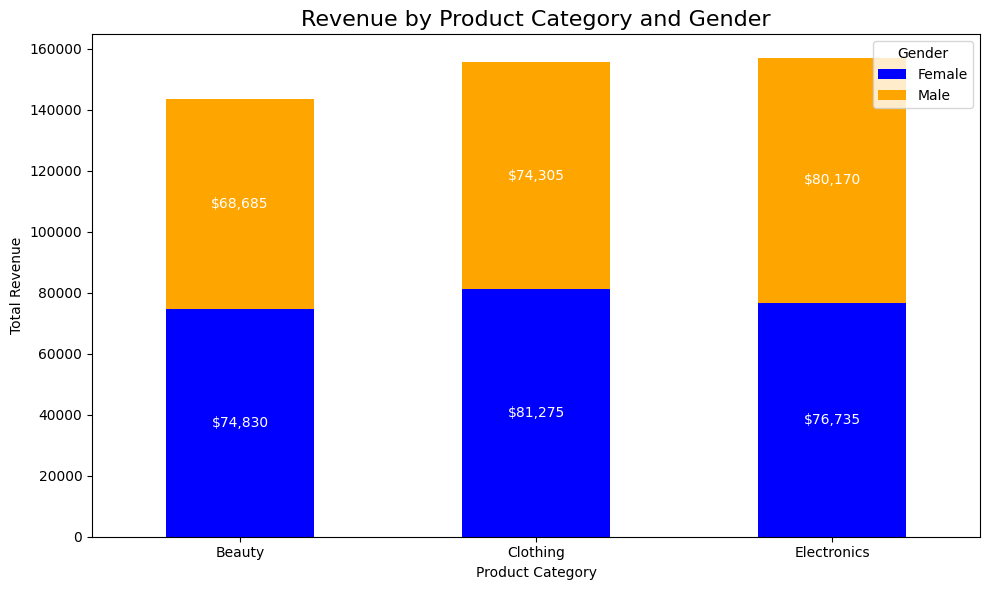 Revenue by Product Category and Gender
Gender
Female
Male
160000
140000
120000
100000
80000
60000
40000
20000
0
Total Revenue
$68,685
$74,305
$80,170
$74,830
$81,275
$76,735
Beauty
Clothing
Electronics
Product Category